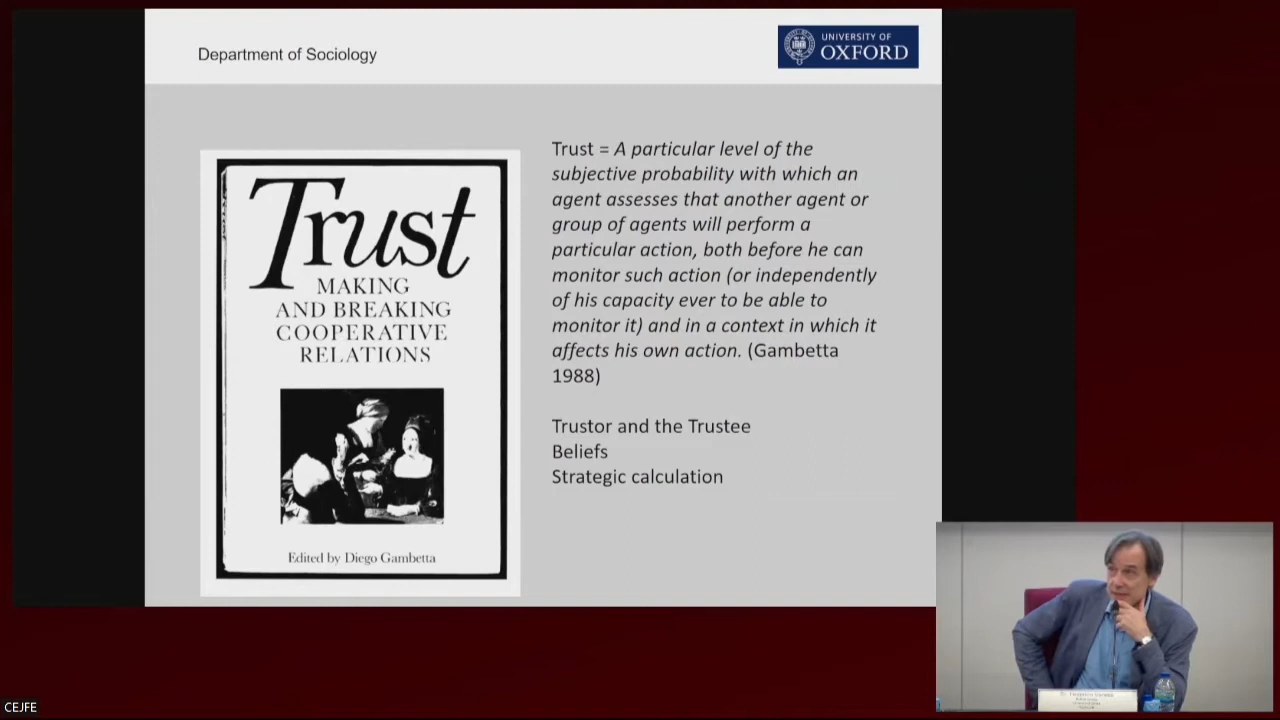 Department of Sociology
UNIVERSITY OF
OXFORD
Trust
MAKING
AND BREAKING
COOPERATIVE
RELATIONS
Edited by Diego Gambetta
Trust = A particular level of the
subjective probability with which an
agent assesses that another agent or
group of agents will perform a
particular action, both before he can
monitor such action (or independently
of his capacity ever to be able to
monitor it) and in a context in which it
affects his own action. (Gambetta
1988)
Trustor and the Trustee
Beliefs
Strategic calculation
CEJFE